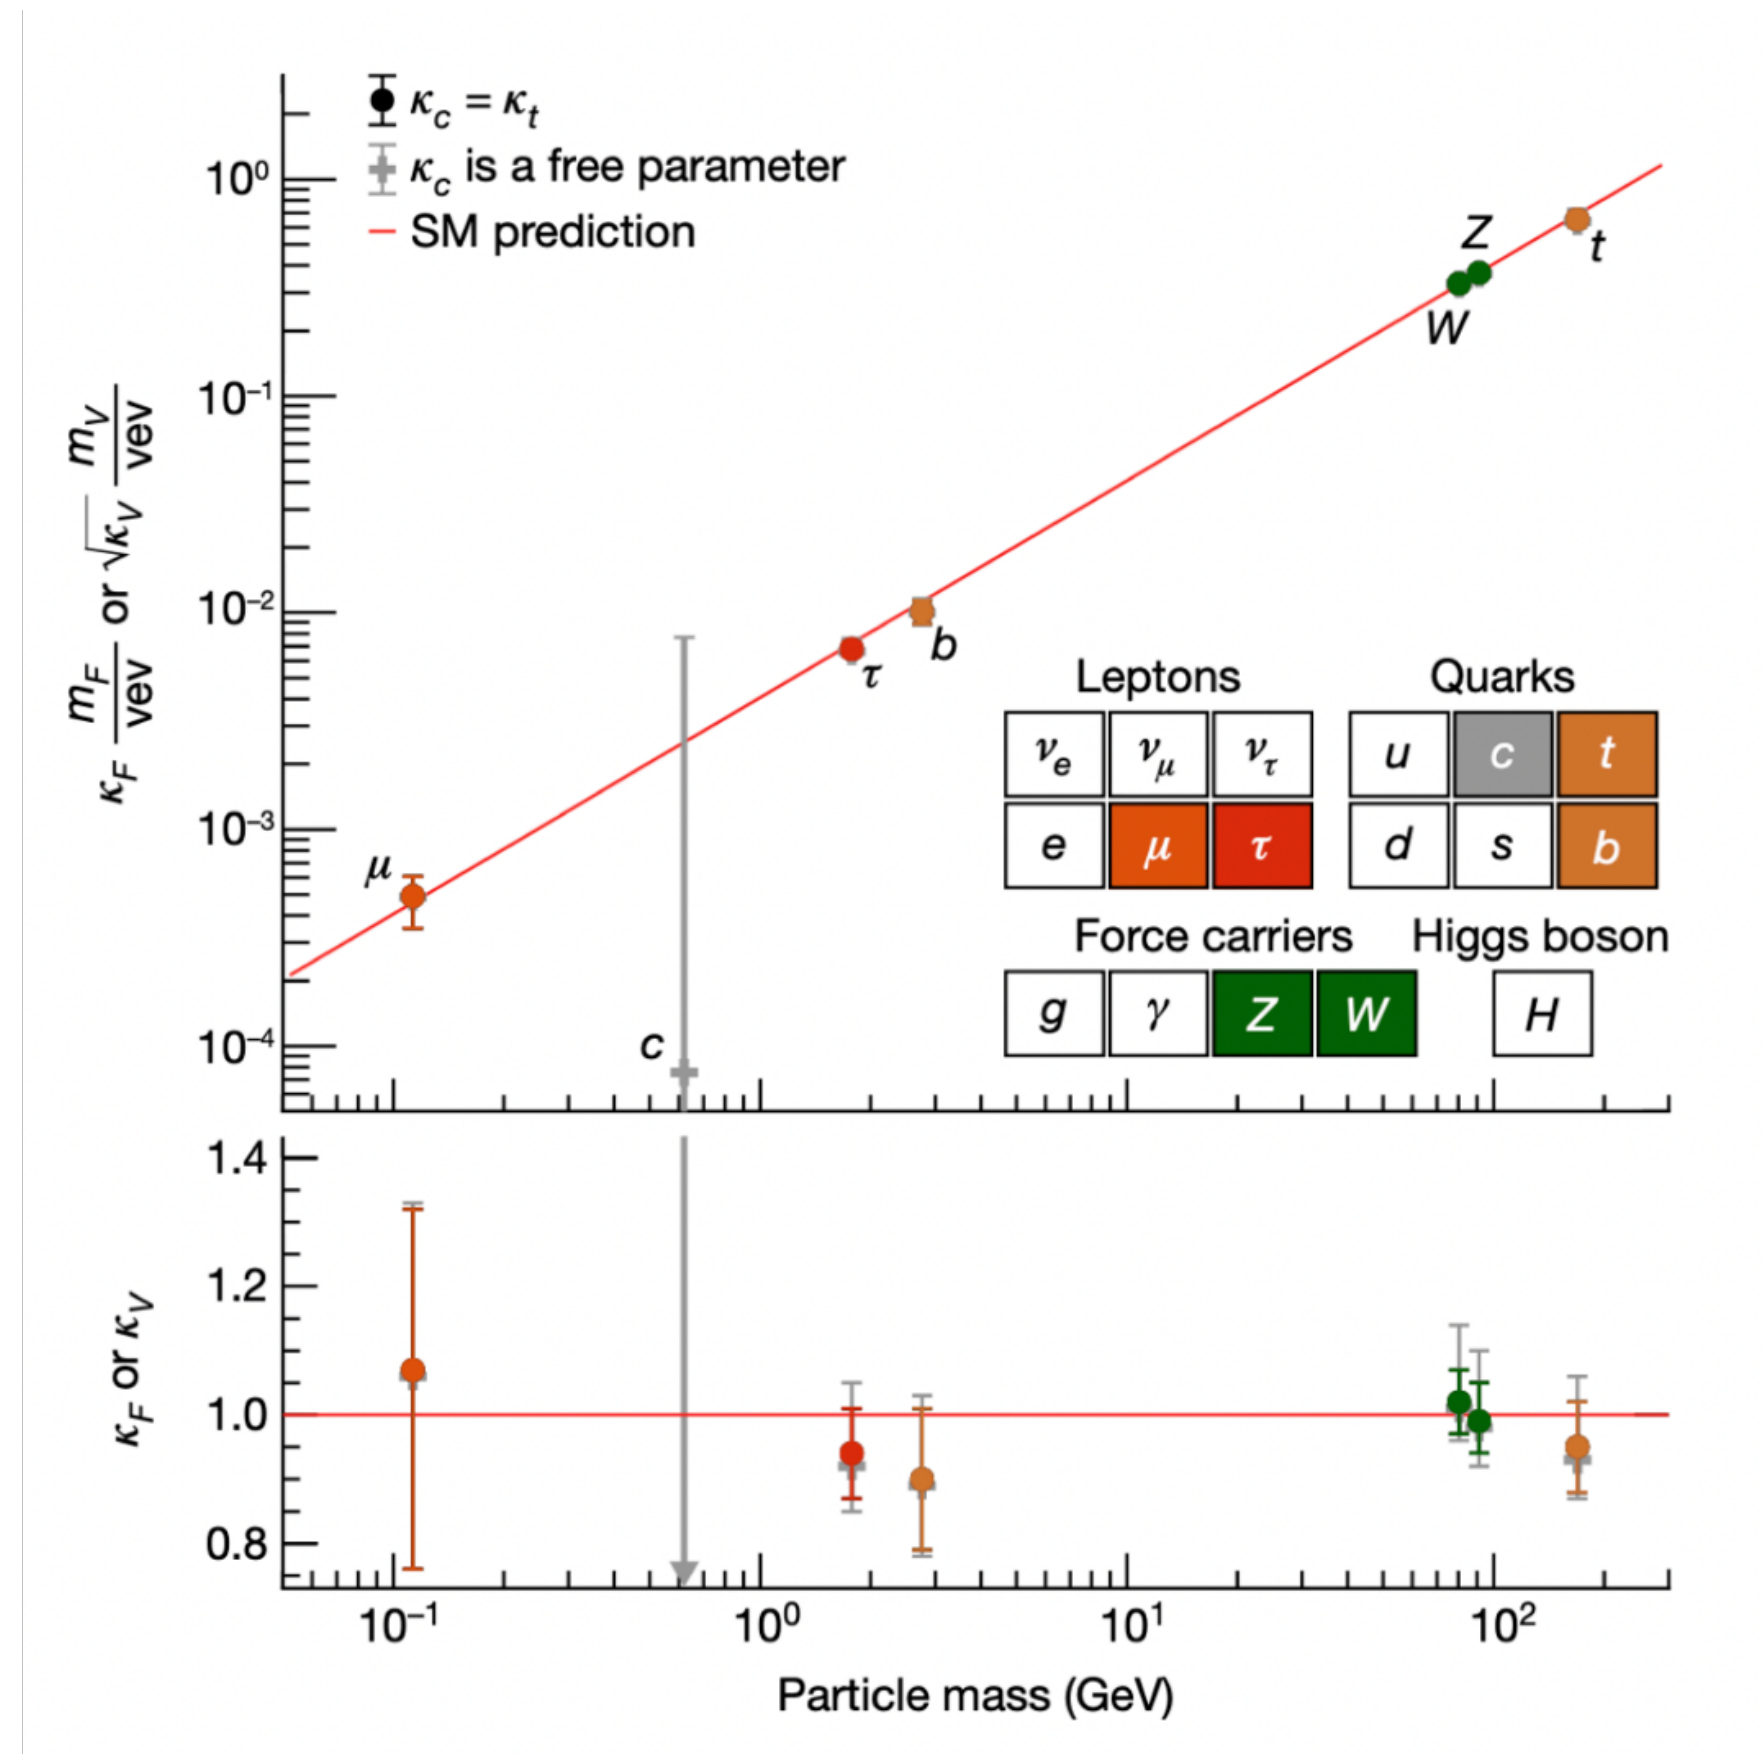 κc = κt
κc is a free parameter
SM prediction
10⁰
10⁻¹
10⁻²
10⁻³
10⁻⁴
κF mF/vev or √κV mV/vev
Z
t
W
b
τ
μ
c
Leptons Quarks
νe νμ ντ u c t
e μ τ d s b
Force carriers Higgs boson
g γ Z W H
1.4
1.2
1.0
0.8
κF or κV
10⁻¹ 10⁰ 10¹ 10²
Particle mass (GeV)